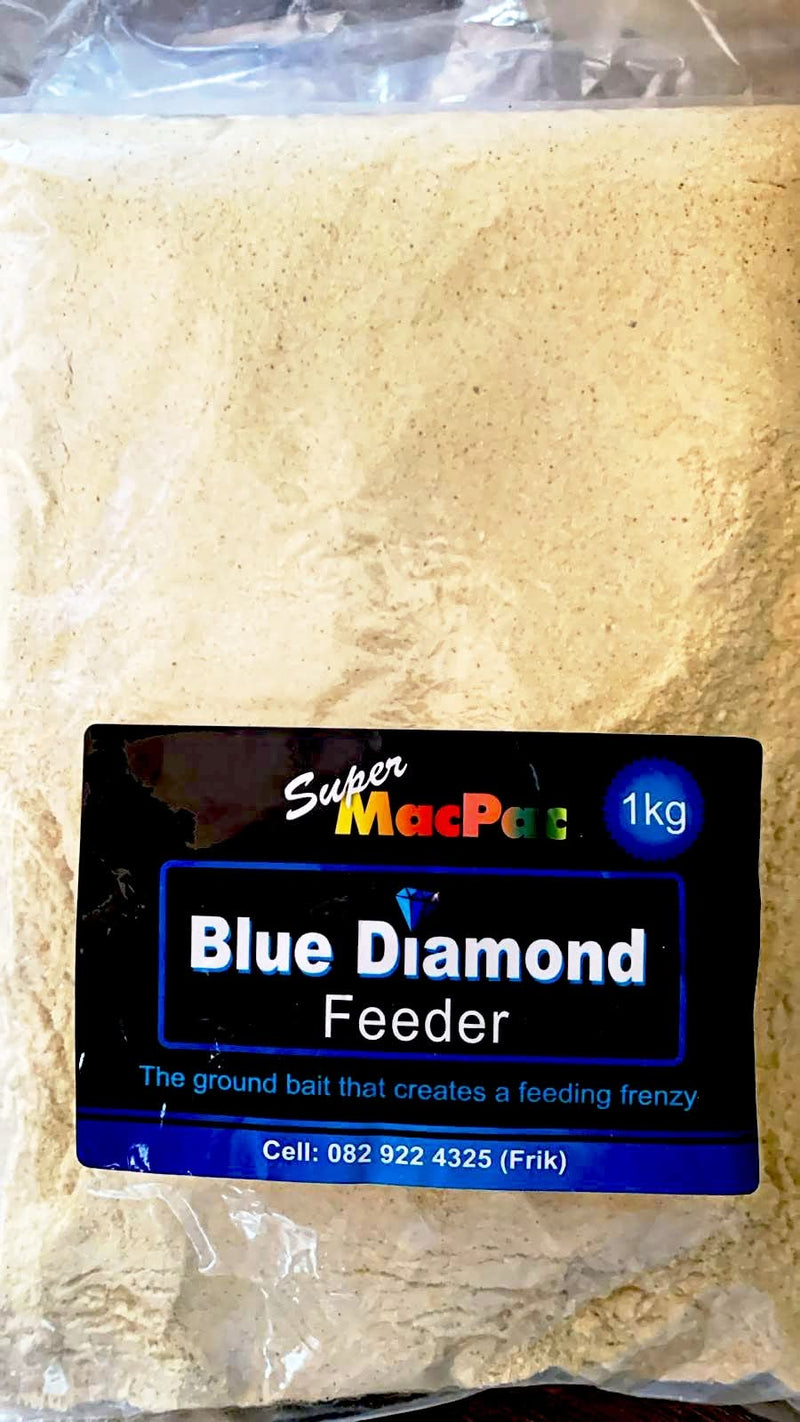 Super
MacPac
1kg
Blue Diamond
Feeder
The ground bait that creates a feeding frenzy
Cell: 082 922 4325 (Frik)